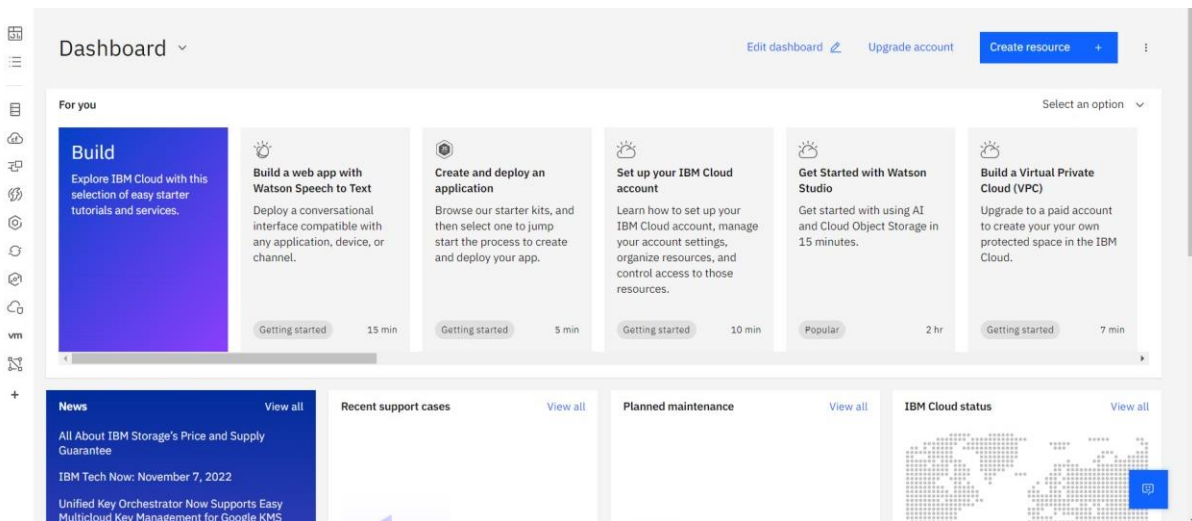 Dashboard
Edit dashboard
Upgrade account
Create resource +
For you
Select an option
Build
Explore IBM Cloud with this
selection of easy starter
tutorials and services.
Build a web app with
Watson Speech to Text
Deploy a conversational
interface compatible with
any application, device, or
channel.
Getting started 15 min
Create and deploy an
application
Browse our starter kits, and
then select one to jump
start the process to create
and deploy your app.
Getting started 5 min
Set up your IBM Cloud
account
Learn how to set up your
IBM Cloud account, manage
your account settings,
organize resources, and
control access to those
resources.
Getting started 10 min
Get Started with Watson
Studio
Get started with using AI
and Cloud Object Storage in
15 minutes.
Popular 2 hr
Build a Virtual Private
Cloud (VPC)
Upgrade to a paid account
to create your your own
protected space in the IBM
Cloud.
Getting started 7 min
vm
News View all
All About IBM Storage's Price and Supply
Guarantee
IBM Tech Now: November 7, 2022
Unified Key Orchestrator Now Supports Easy
Multicloud Key Management for Google KMS
Recent support cases View all
Planned maintenance View all
IBM Cloud status View all